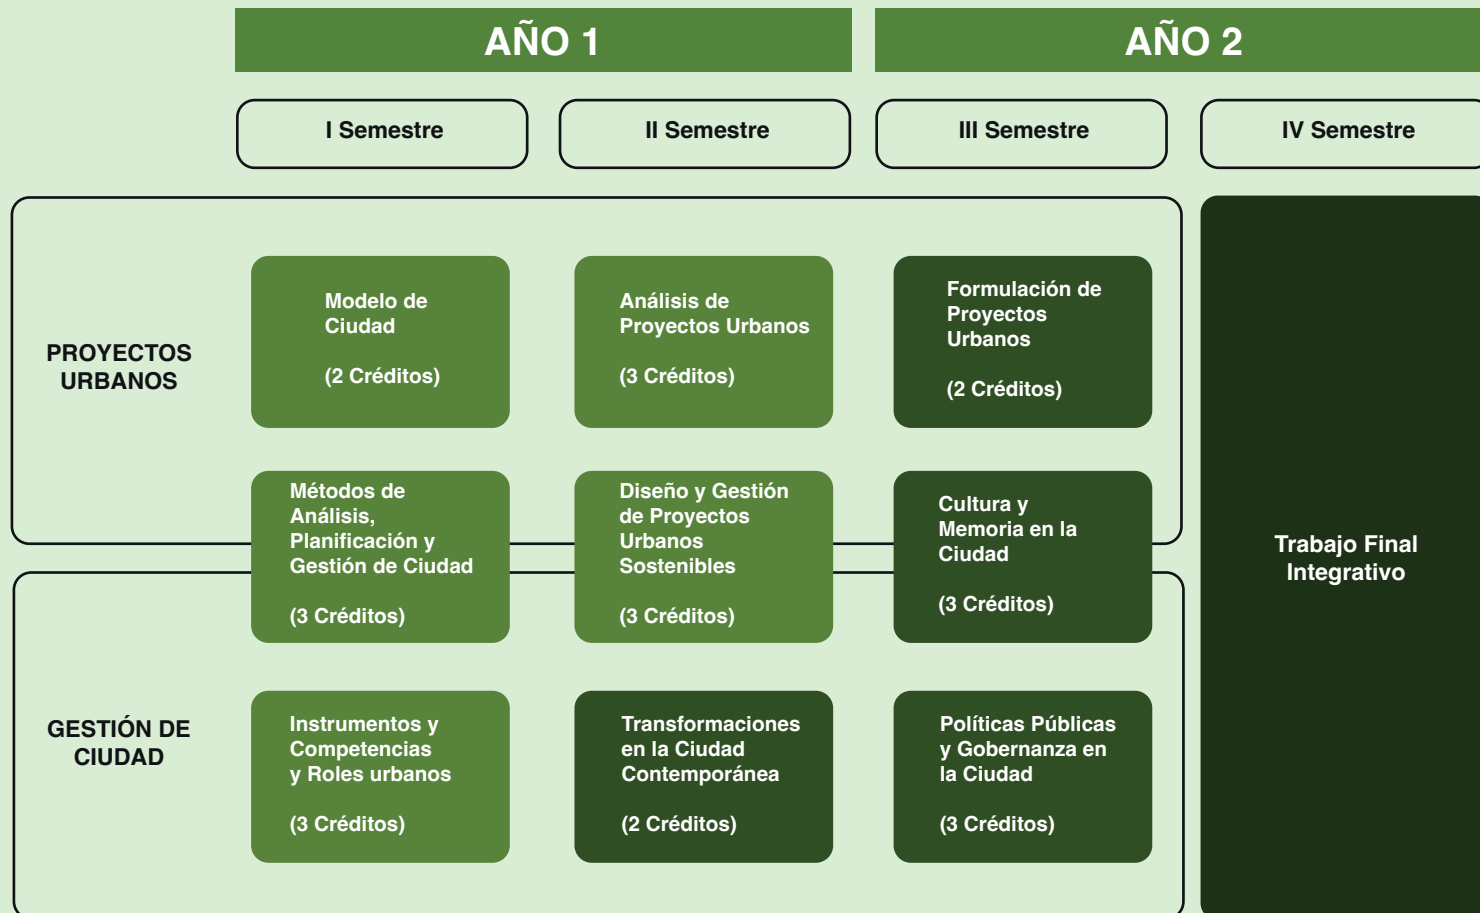 AÑO 1
AÑO 2
I Semestre
II Semestre
III Semestre
IV Semestre
PROYECTOS
URBANOS
Modelo de
Ciudad
(2 Créditos)
Análisis de
Proyectos Urbanos
(3 Créditos)
Formulación de
Proyectos
Urbanos
(2 Créditos)
Métodos de
Análisis,
Planificación y
Gestión de Ciudad
(3 Créditos)
Diseño y Gestión
de Proyectos
Urbanos
Sostenibles
(3 Créditos)
Cultura y
Memoria en la
Ciudad
(3 Créditos)
Trabajo Final
Integrativo
GESTIÓN DE
CIUDAD
Instrumentos y
Competencias
y Roles urbanos
(3 Créditos)
Transformaciones
en la Ciudad
Contemporánea
(2 Créditos)
Políticas Públicas
y Gobernanza en
la Ciudad
(3 Créditos)